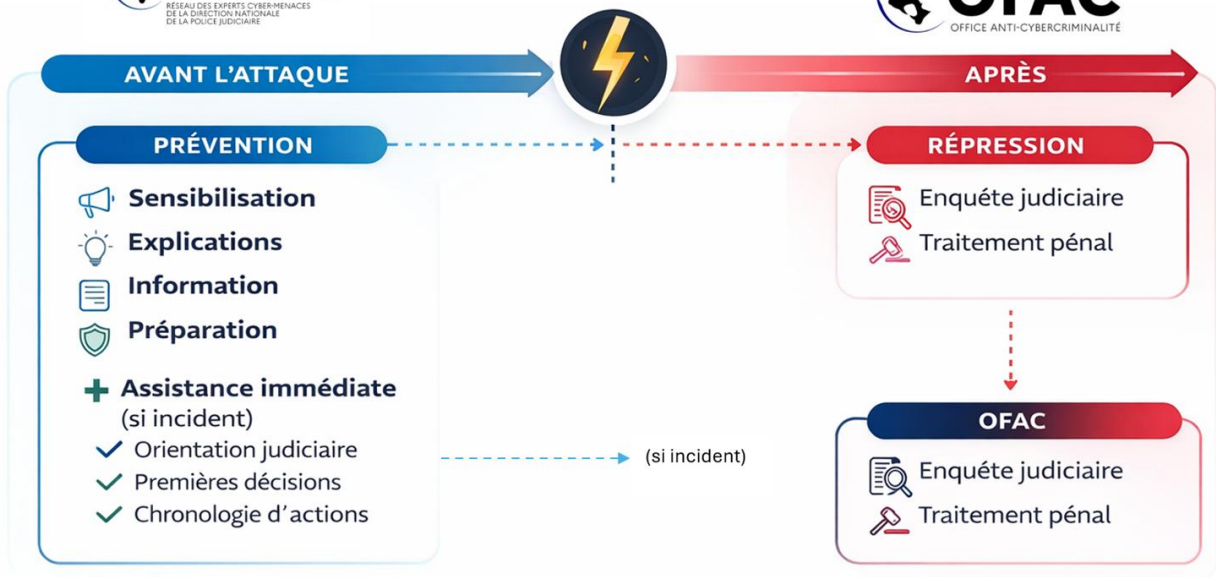 RÉSEAU DES EXPERTS CYBER-MENACES
DE LA DIRECTION NATIONALE
DE LA POLICE JUDICIAIRE
OFAC
OFFICE ANTI-CYBERCRIMINALITÉ
AVANT L'ATTAQUE
APRÈS
PRÉVENTION
Sensibilisation
Explications
Information
Préparation
Assistance immédiate
(si incident)
Orientation judiciaire
Premières décisions
Chronologie d'actions
(si incident)
RÉPRESSION
Enquéte judiciaire
Traitement pénal
OFAC
Enquéte judiciaire
Traitement pénal